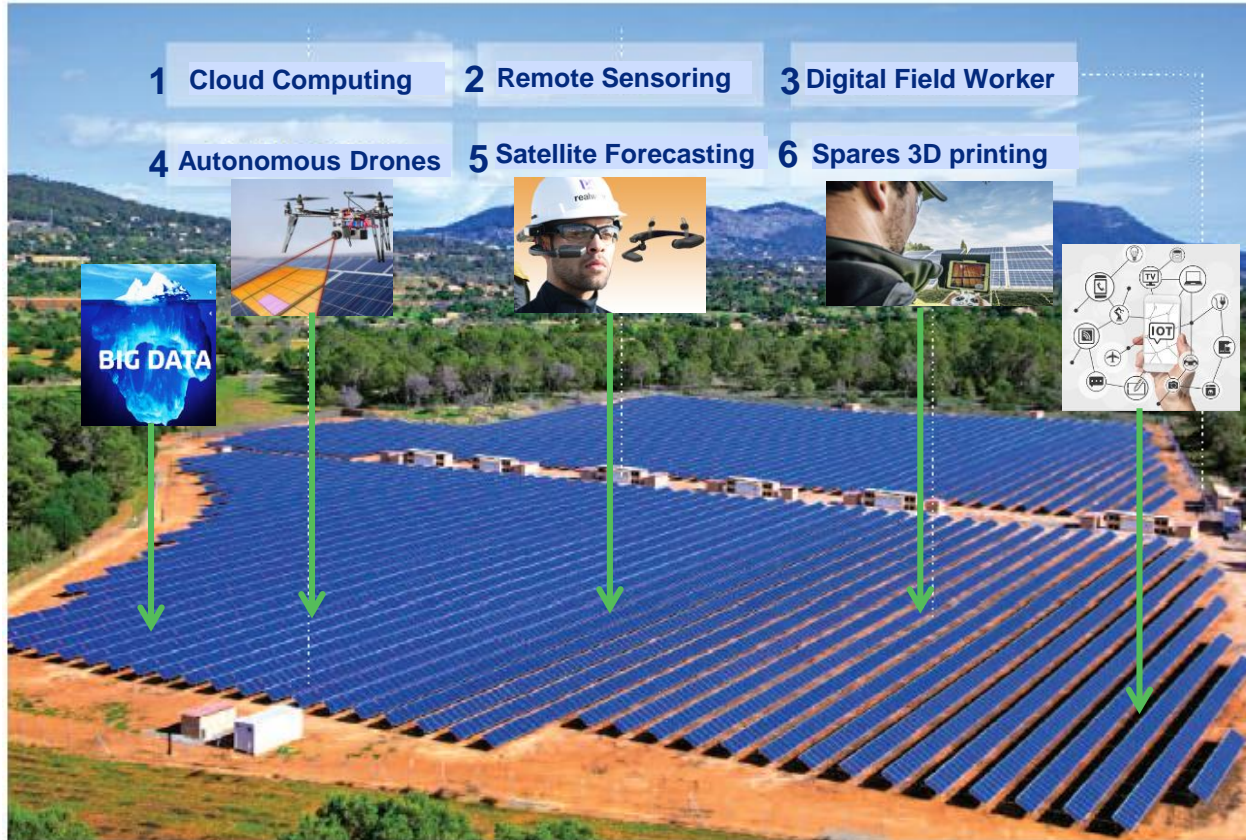 1 Cloud Computing
2 Remote Sensoring
3 Digital Field Worker
4 Autonomous Drones
5 Satellite Forecasting
6 Spares 3D printing
BIG DATA
TV
IOT